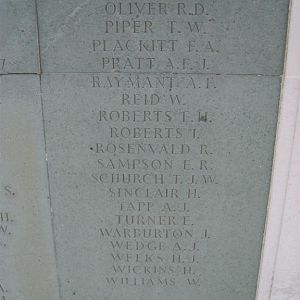 OLIVER R.D.
PIPER T.W.
PLACKITT F.A.
PRATT A.F.J.
RAYMANT A.F.
REID W.
ROBERTS T.H.
ROBERTS T.
ROSENVALD R.
SAMPSON E.R.
SCHURCH T.J.W.
SINCLAIR H.
TAPP A.J.
TURNER E.
WARBURTON J.
WEDGE A.J.
WEEKS H.J.
WICKINS H.
WILLIAMS W.